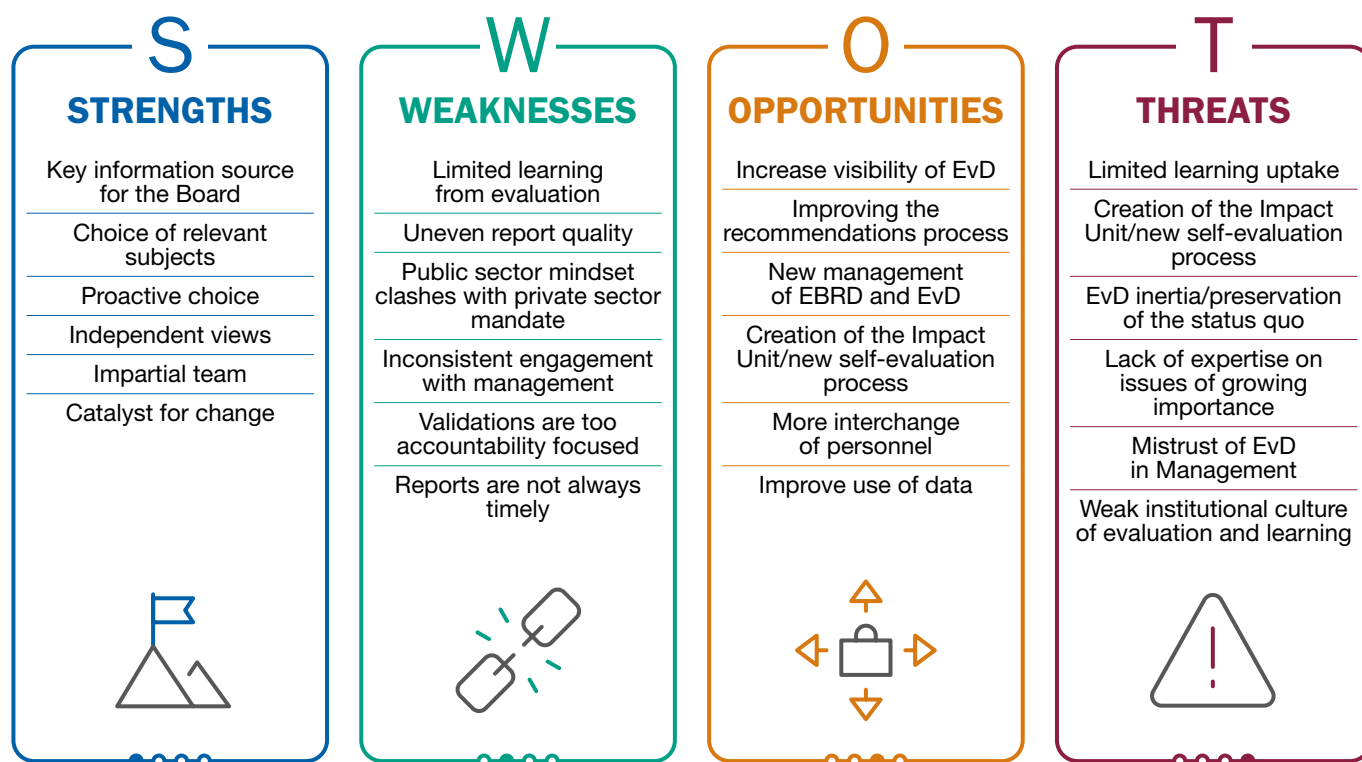 S
STRENGTHS
Key information source
for the Board
Choice of relevant
subjects
Proactive choice
Independent views
Impartial team
Catalyst for change
W
WEAKNESSES
Limited learning
from evaluation
Uneven report quality
Public sector mindset
clashes with private sector
mandate
Inconsistent engagement
with management
Validations are too
accountability focused
Reports are not always
timely
O
OPPORTUNITIES
Increase visibility of EvD
Improving the
recommendations process
New management
of EBRD and EvD
Creation of the Impact
Unit/new self-evaluation
process
More interchange
of personnel
Improve use of data
T
THREATS
Limited learning uptake
Creation of the Impact
Unit/new self-evaluation
process
EvD inertia/preservation
of the status quo
Lack of expertise on
issues of growing
importance
Mistrust of EvD
in Management
Weak institutional culture
of evaluation and learning